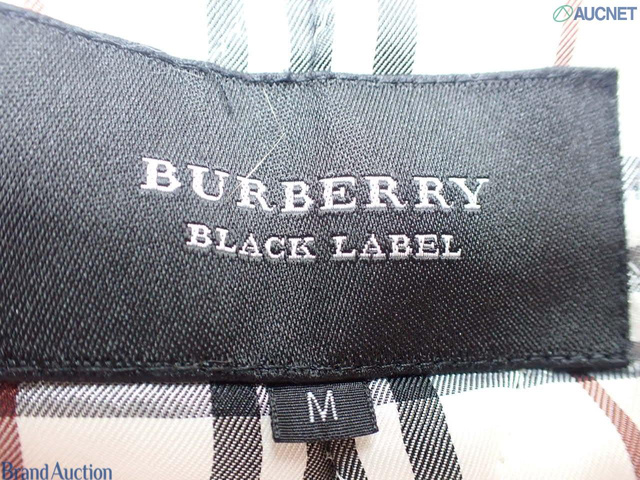 AUCNET
BURBERRY
BLACK LABEL
M
Brand Auction